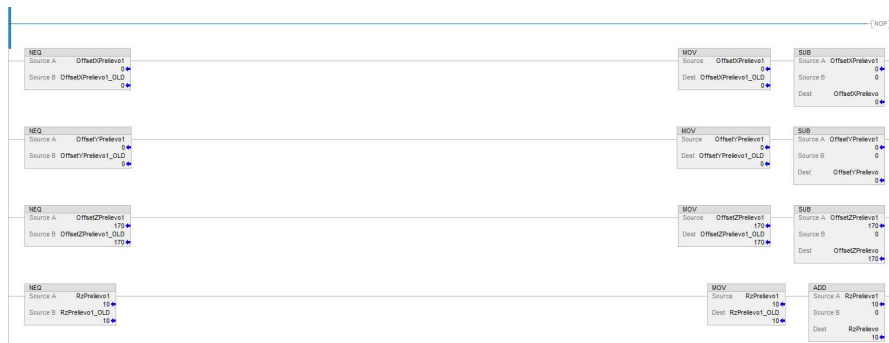 NOP
NEQ MOV SUB
Source A OffsetXPrelievo1 Source OffsetXPrelievo1 Source A OffsetXPrelievo1
0 0 0
Source B OffsetXPrelievo1_OLD Dest OffsetXPrelievo1_OLD Source B 0
0 0
Dest OffsetXPrelievo
0
NEQ MOV SUB
Source A OffsetYPrelievo1 Source OffsetYPrelievo1 Source A OffsetYPrelievo1
0 0 0
Source B OffsetYPrelievo1_OLD Dest OffsetYPrelievo1_OLD Source B 0
0 0
Dest OffsetYPrelievo
0
NEQ MOV SUB
Source A OffsetZPrelievo1 Source OffsetZPrelievo1 Source A OffsetZPrelievo1
170 170 170
Source B OffsetZPrelievo1_OLD Dest OffsetZPrelievo1_OLD Source B 0
170 170
Dest OffsetZPrelievo
170
NEQ MOV ADD
Source A RzPrelievo1 Source RzPrelievo1 Source A RzPrelievo1
10 10 10
Source B RzPrelievo1_OLD Dest RzPrelievo1_OLD Source B 0
10 10
Dest RzPrelievo
10